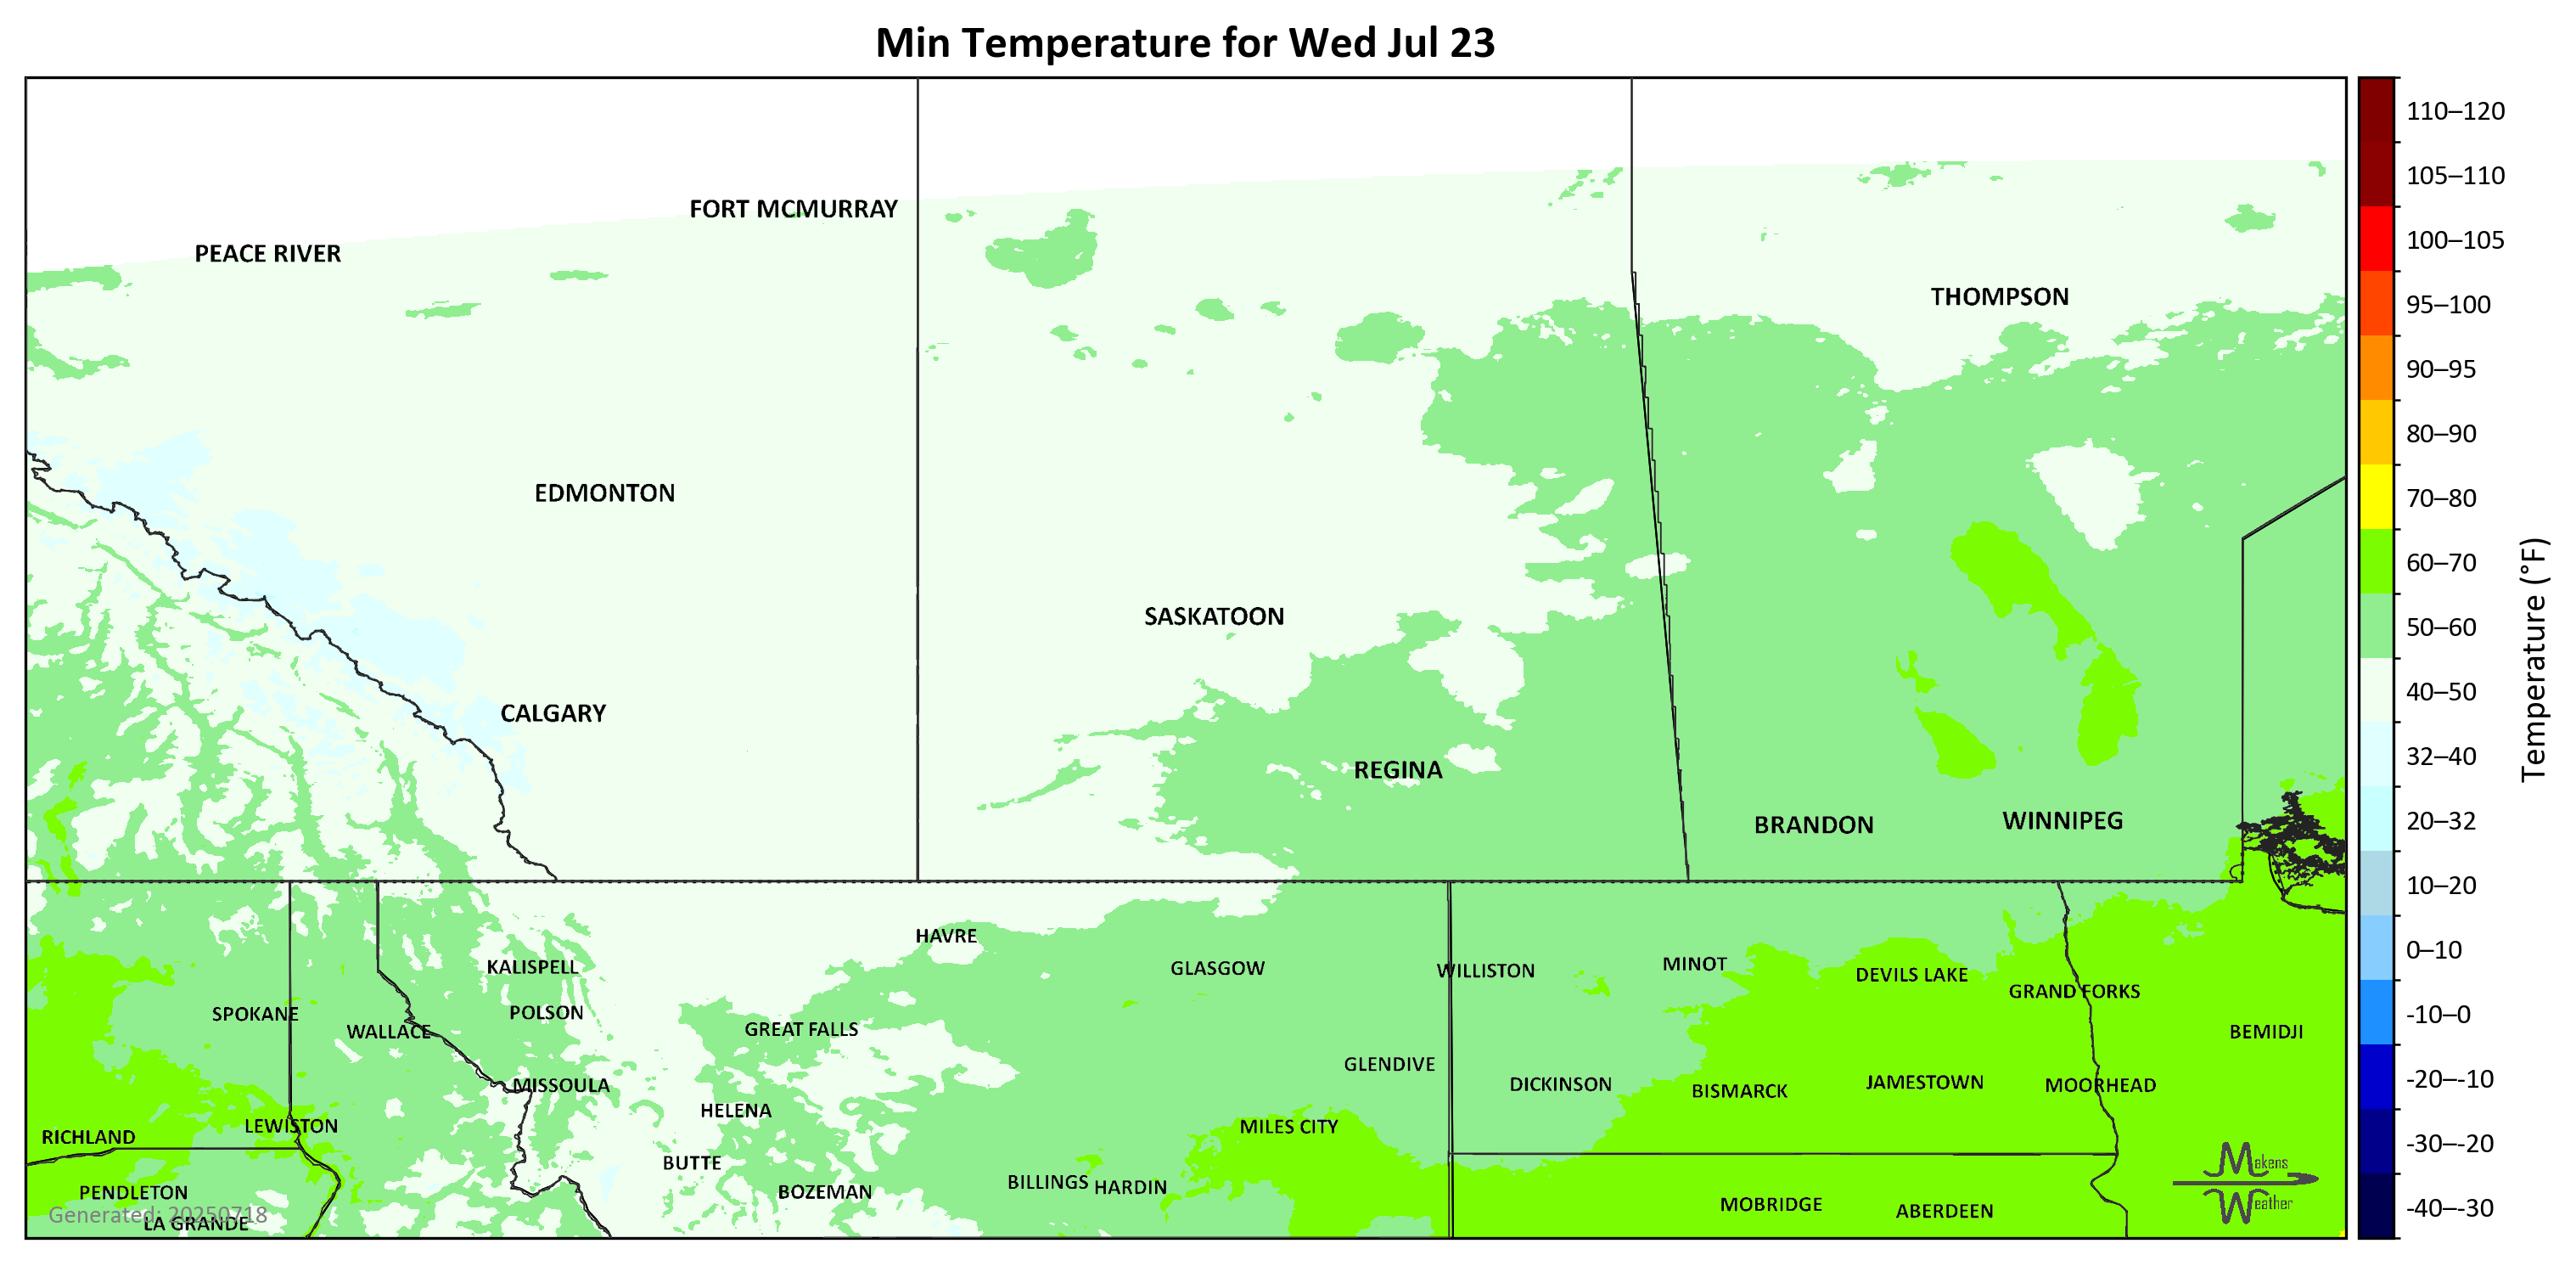 Min Temperature for Wed Jul 23
110–120
105–110
FORT MCMURRAY
100–105
PEACE RIVER
THOMPSON
95–100
90–95
80–90
EDMONTON
70–80
60–70
SASKATOON
50–60
Temperature (°F)
40–50
CALGARY
32–40
REGINA
20–32
BRANDON
WINNIPEG
10–20
HAVRE
0–10
KALISPELL
GLASGOW
WILLISTON
MINOT
DEVILS LAKE
GRAND FORKS
SPOKANE
POLSON
-10–0
WALLACE
GREAT FALLS
BEMIDJI
GLENDIVE
-20–-10
MISSOULA
DICKINSON
BISMARCK
JAMESTOWN
MOORHEAD
HELENA
LEWISTON
MILES CITY
RICHLAND
-30–-20
BUTTE
Makens
Weather
PENDLETON
BOZEMAN
BILLINGS
HARDIN
MOBRIDGE
ABERDEEN
-40–-30
Generated: 20250718
LA GRANDE